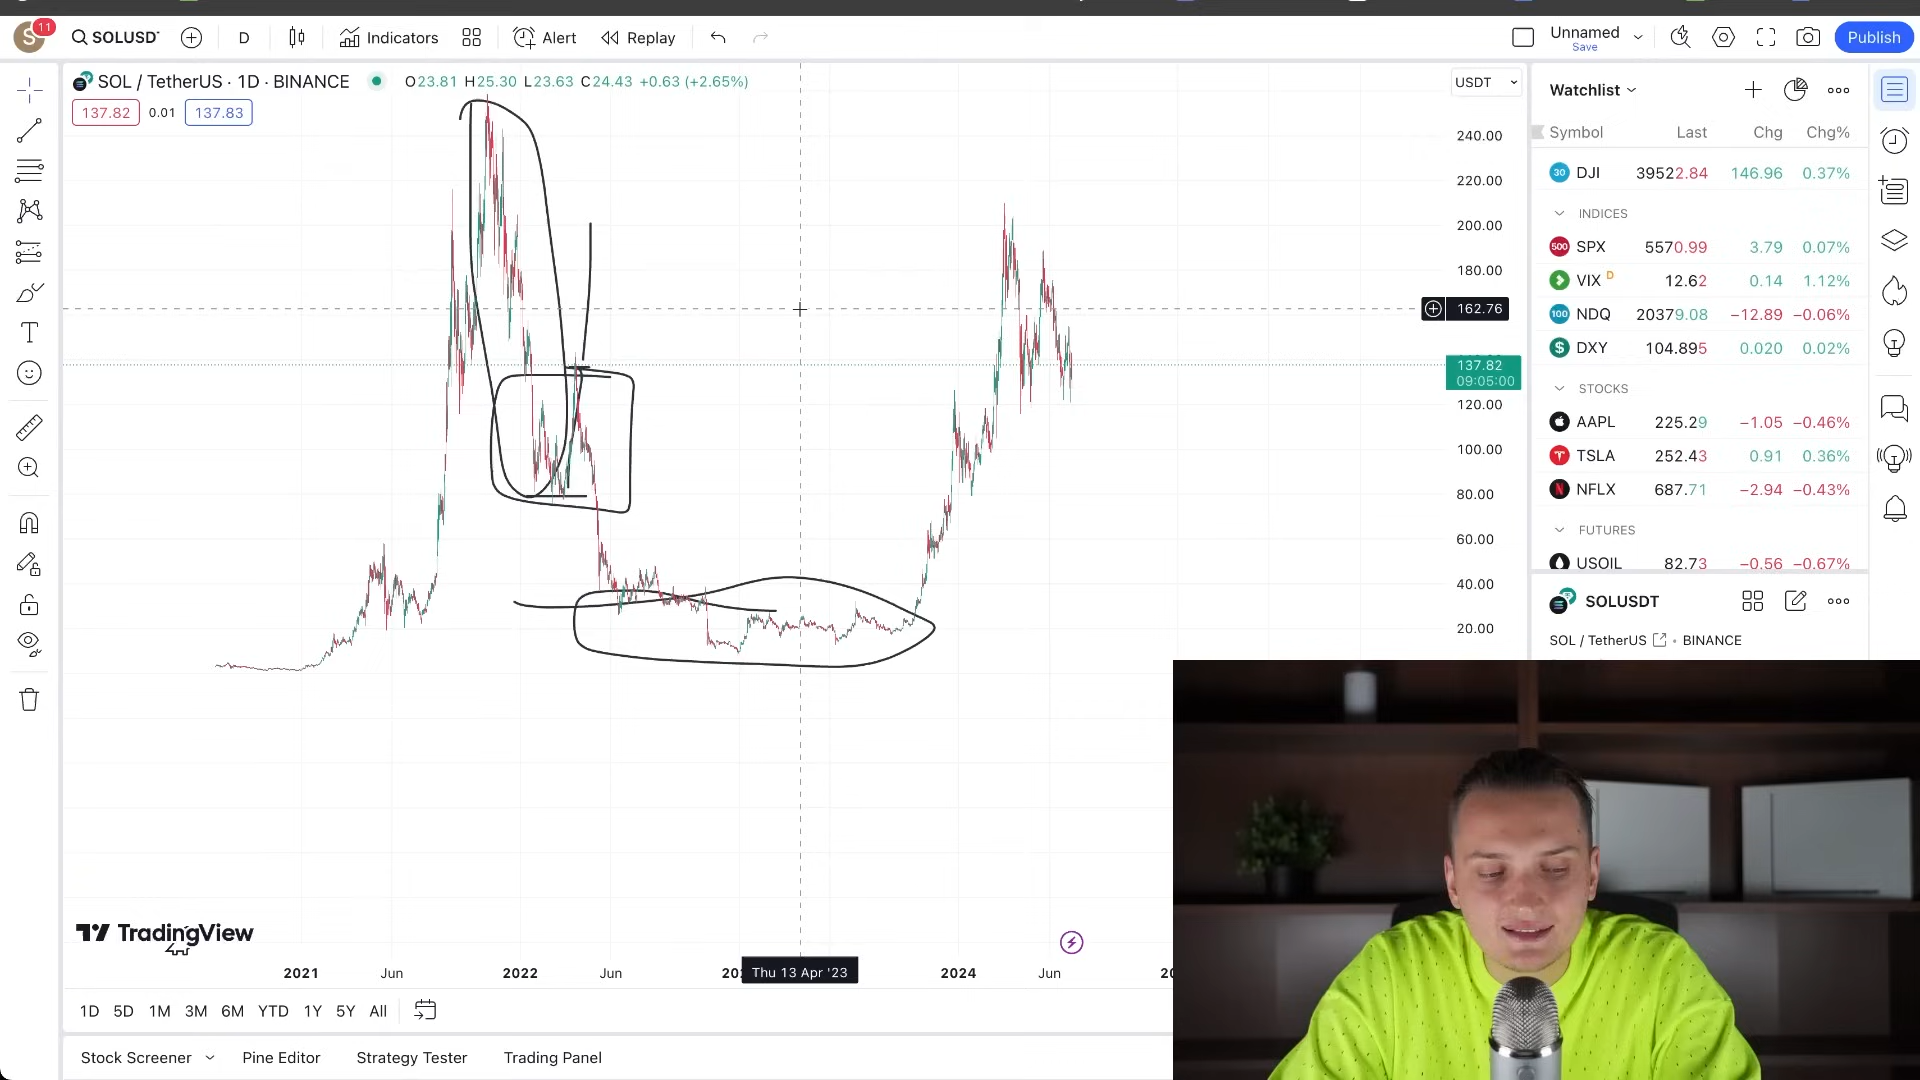 S 11 SOLUSD D Indicators Alert Replay Unnamed Save Publish
SOL / TetherUS · 1D · BINANCE O23.81 H25.30 L23.63 C24.43 +0.63 (+2.65%) USDT
137.82 0.01 137.83
240.00
220.00
200.00
180.00
162.76
137.82
09:05:00
120.00
100.00
80.00
60.00
40.00
20.00
TradingView
2021 Jun 2022 Jun Thu 13 Apr '23 2024 Jun
1D 5D 1M 3M 6M YTD 1Y 5Y All
Stock Screener Pine Editor Strategy Tester Trading Panel
Watchlist
Symbol Last Chg Chg%
30 DJI 39522.84 146.96 0.37%
INDICES
500 SPX 5570.99 3.79 0.07%
VIX D 12.62 0.14 1.12%
100 NDQ 20379.08 −12.89 −0.06%
$ DXY 104.895 0.020 0.02%
STOCKS
AAPL 225.29 −1.05 −0.46%
TSLA 252.43 0.91 0.36%
N NFLX 687.71 −2.94 −0.43%
FUTURES
USOIL 82.73 −0.56 −0.67%
SOLUSDT
SOL / TetherUS • BINANCE